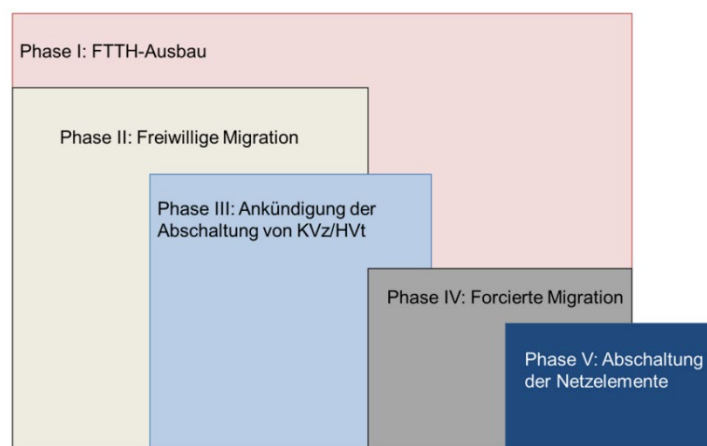 Phase I: FTTH-Ausbau
Phase II: Freiwillige Migration
Phase III: Ankündigung der
Abschaltung von KVz/HVt
Phase IV: Forcierte Migration
Phase V: Abschaltung
der Netzelemente